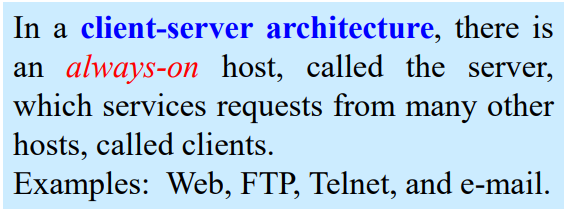 In a client-server architecture, there is
an always-on host, called the server,
which services requests from many other
hosts, called clients.
Examples:  Web, FTP, Telnet, and e-mail.